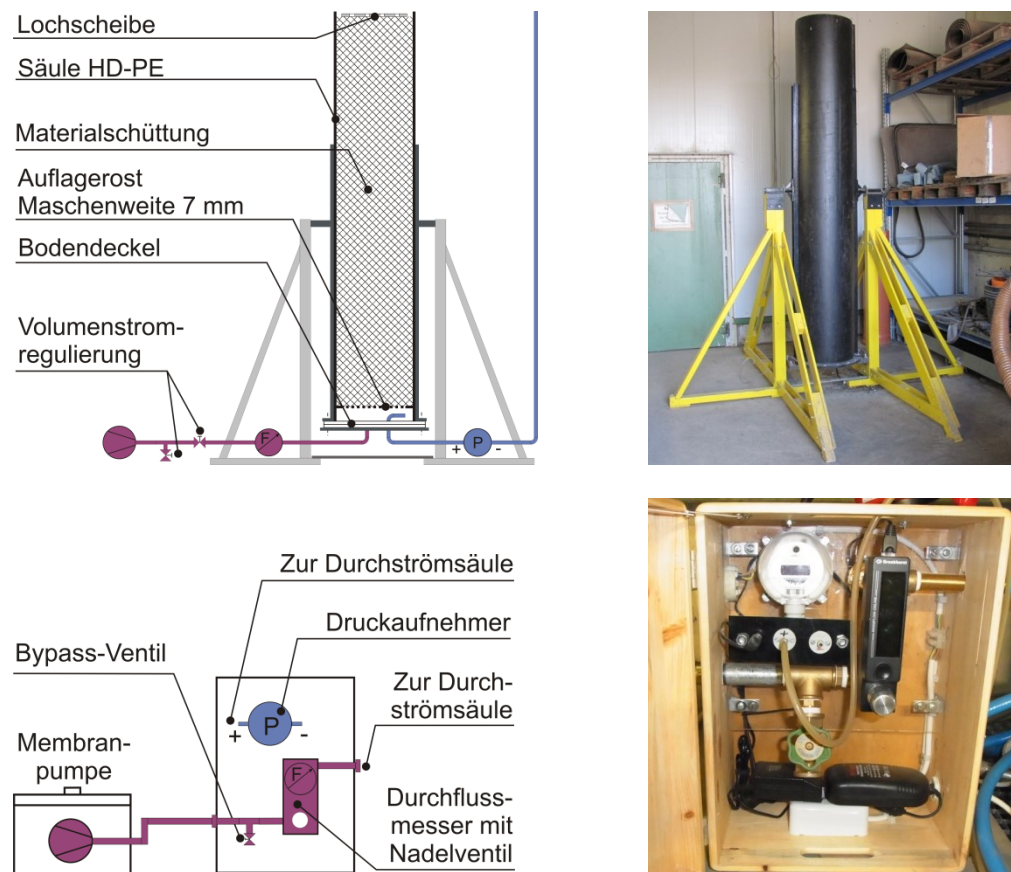 Lochscheibe
Säule HD-PE
Materialschüttung
Auflagerost
Maschenweite 7 mm
Bodendeckel
Volumenstrom-
regulierung
F
+ P -
Zur Durchströmsäule
Druckaufnehmer
Bypass-Ventil
Zur Durch-
strömsäule
P
+ -
Membran-
pumpe
F
Durchfluss-
messer mit
Nadelventil
+